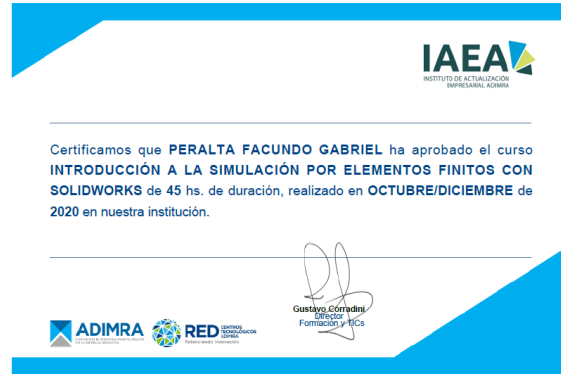 IAEA
INSTITUTO DE ACTUALIZACIÓN
EMPRESARIAL ADIMRA
Certificamos que PERALTA FACUNDO GABRIEL ha aprobado el curso
INTRODUCCIÓN A LA SIMULACIÓN POR ELEMENTOS FINITOS CON
SOLIDWORKS de 45 hs. de duración, realizado en OCTUBRE/DICIEMBRE de
2020 en nuestra institución.
Gustavo Corradini
Director
Formación y TICs
ADIMRA
RED CENTROS
TECNOLÓGICOS
ADIMRA
Potenciando Innovación